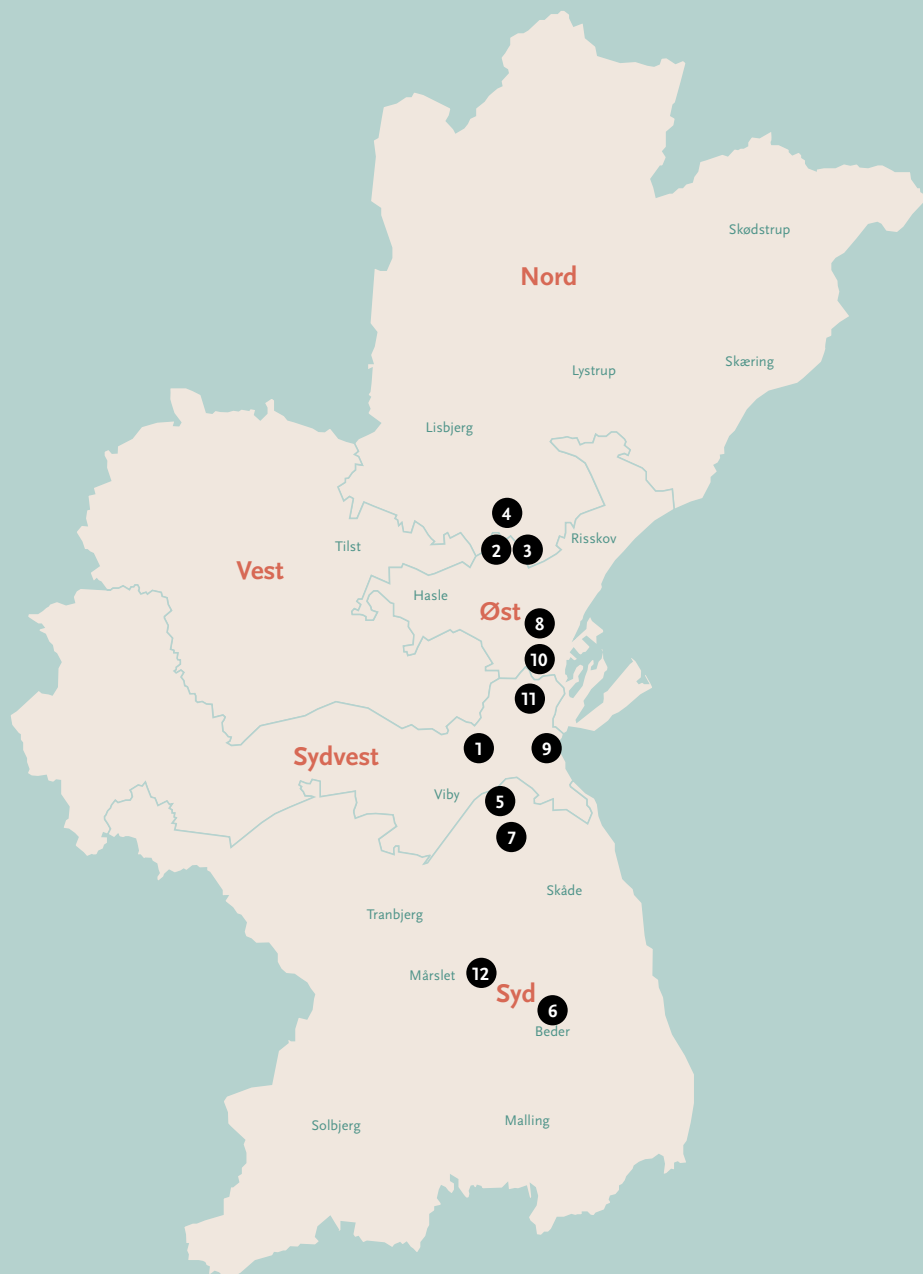 Skødstrup
Nord
Skæring
Lystrup
Lisbjerg
4
Risskov
Tilst
2
3
Vest
Hasle
Øst
8
10
11
1
9
Sydvest
Viby
5
7
Skåde
Tranbjerg
12
Mårslet
Syd
6
Beder
Malling
Solbjerg